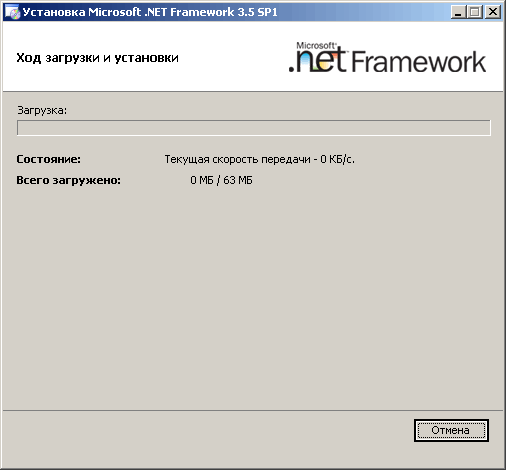 Установка Microsoft .NET Framework 3.5 SP1
Ход загрузки и установки
Microsoft
.net Framework
Загрузка:
Состояние: Текущая скорость передачи - 0 КБ/с.
Всего загружено: 0 МБ / 63 МБ
Отмена